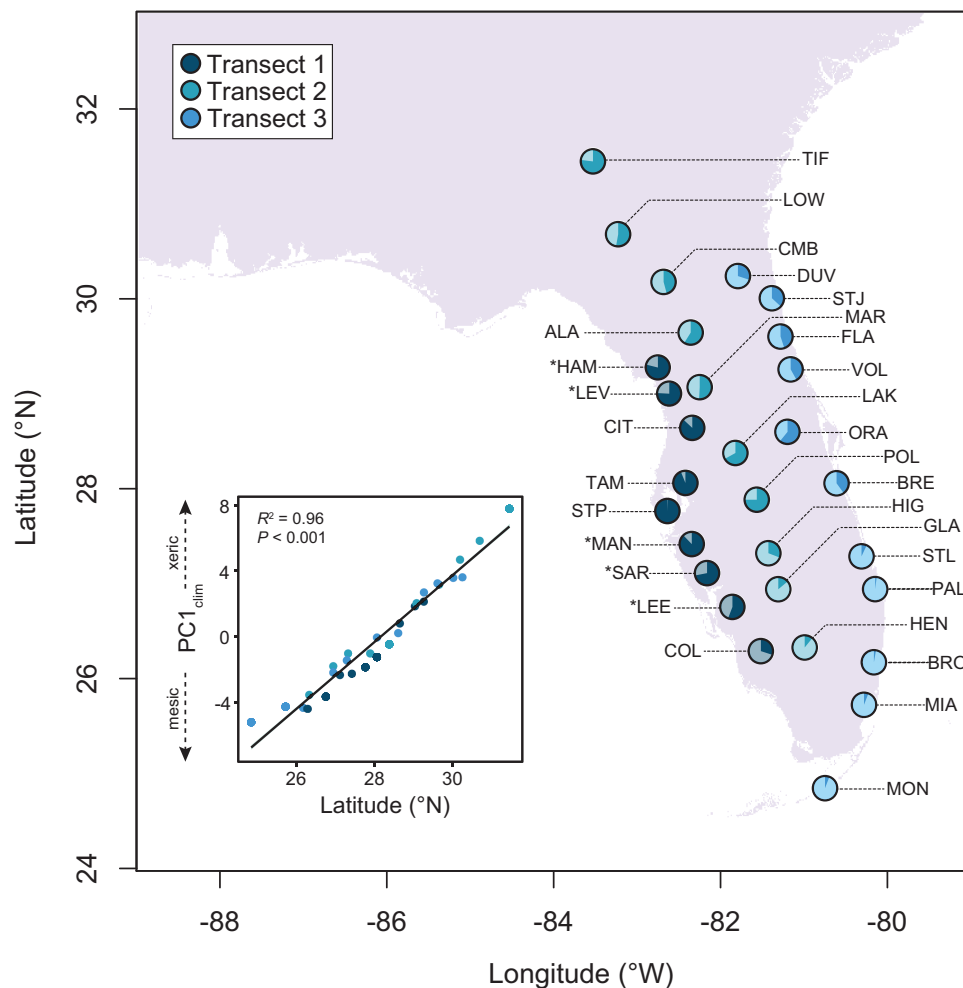 Transect 1
Transect 2
Transect 3
TIF
LOW
CMB
DUV
STJ
MAR
ALA
FLA
*HAM
VOL
*LEV
LAK
CIT
ORA
POL
TAM
BRE
STP
HIG
GLA
*MAN
STL
*SAR
PAL
*LEE
HEN
COL
BRO
MIA
MON
32
30
28
26
24
Latitude (°N)
-88
-86
-84
-82
-80
Longitude (°W)
R² = 0.96
P < 0.001
8
4
0
-4
xeric
PC1clim
mesic
26
28
30
Latitude (°N)